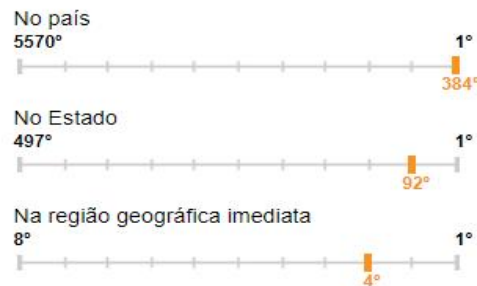 No país
5570° 1°
384°
No Estado
497° 1°
92°
Na região geográfica imediata
8° 1°
4°